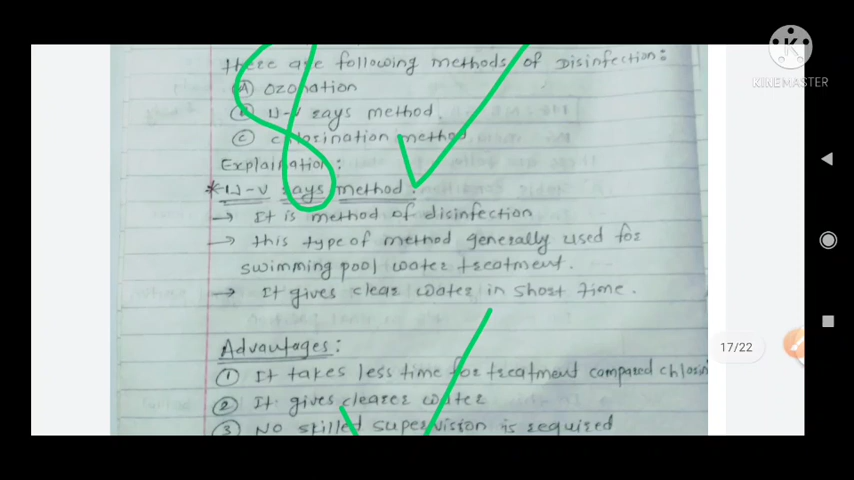 KINEMASTER
There are following methods of Disinfection:
(A) Ozonation
(B) U-V rays method.
(C) chlorination method
Explaination:
* U-V rays method:
→ It is method of disinfection
→ this type of method generally used for
swimming pool water treatment.
→ It gives clear water in short time.
17/22
Advantages:
(1) It takes less time for treatment compared chlorin
(2) It gives clearer water
(3) No skilled supervision is required